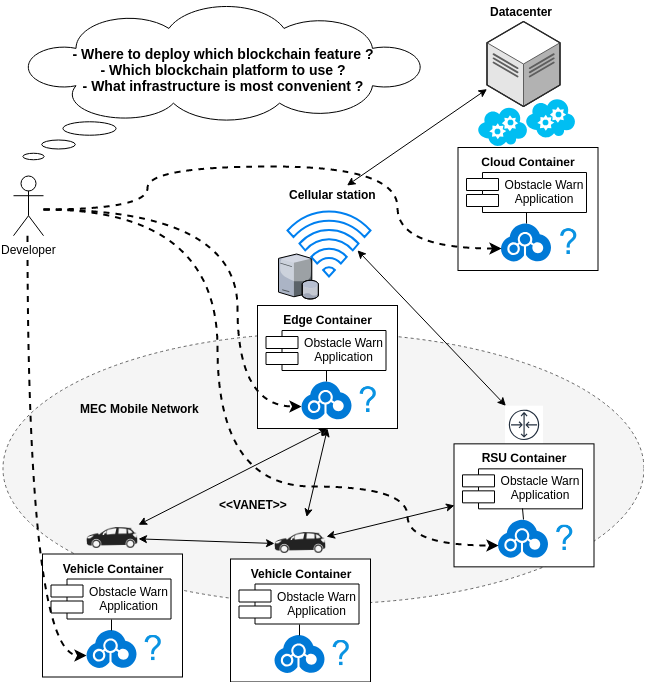 Datacenter
- Where to deploy which blockchain feature ?
- Which blockchain platform to use ?
- What infrastructure is most convenient ?
Cloud Container
Obstacle Warn
Application
?
Developer
Cellular station
Edge Container
Obstacle Warn
Application
?
MEC Mobile Network
RSU Container
Obstacle Warn
Application
?
<<VANET>>
Vehicle Container
Obstacle Warn
Application
?
Vehicle Container
Obstacle Warn
Application
?